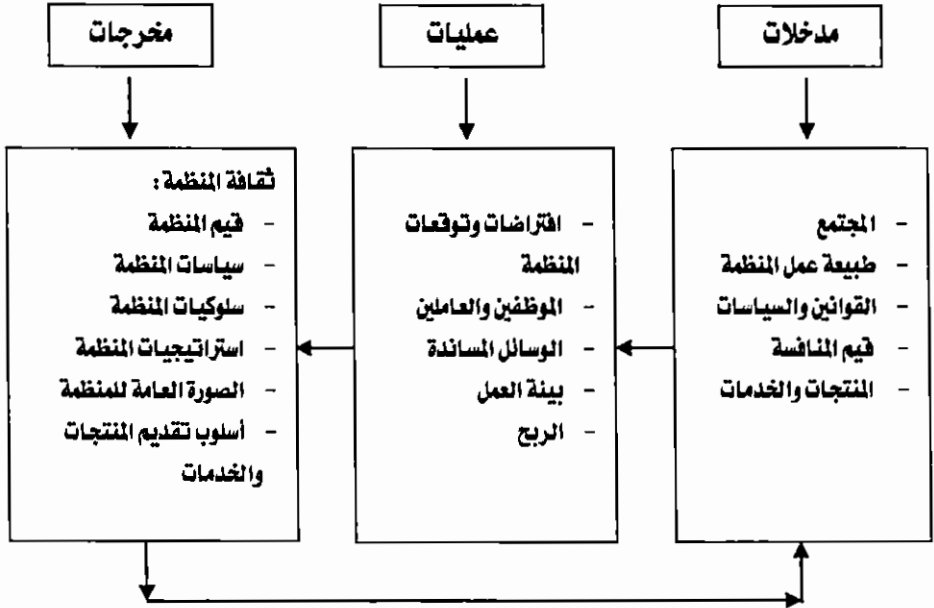 مدخلات
عمليات
مخرجات
- المجتمع
- طبيعة عمل المنظمة
- القوانين والسياسات
- قيم المنافسة
- المنتجات والخدمات
- افتراضات وتوقعات
المنظمة
- الموظفين والعاملين
- الوسائل المساندة
- بيئة العمل
- الربح
ثقافة المنظمة :
- قيم المنظمة
- سياسات المنظمة
- سلوكيات المنظمة
- استراتيجيات المنظمة
- الصورة العامة للمنظمة
- أسلوب تقديم المنتجات
والخدمات